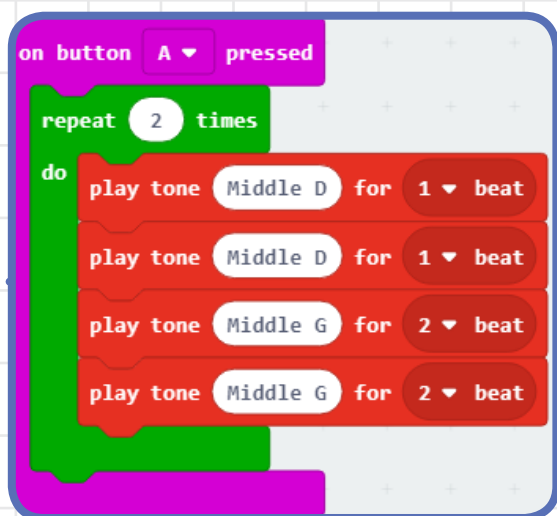 on button A pressed
repeat 2 times
do
play tone Middle D for 1 beat
play tone Middle D for 1 beat
play tone Middle G for 2 beat
play tone Middle G for 2 beat